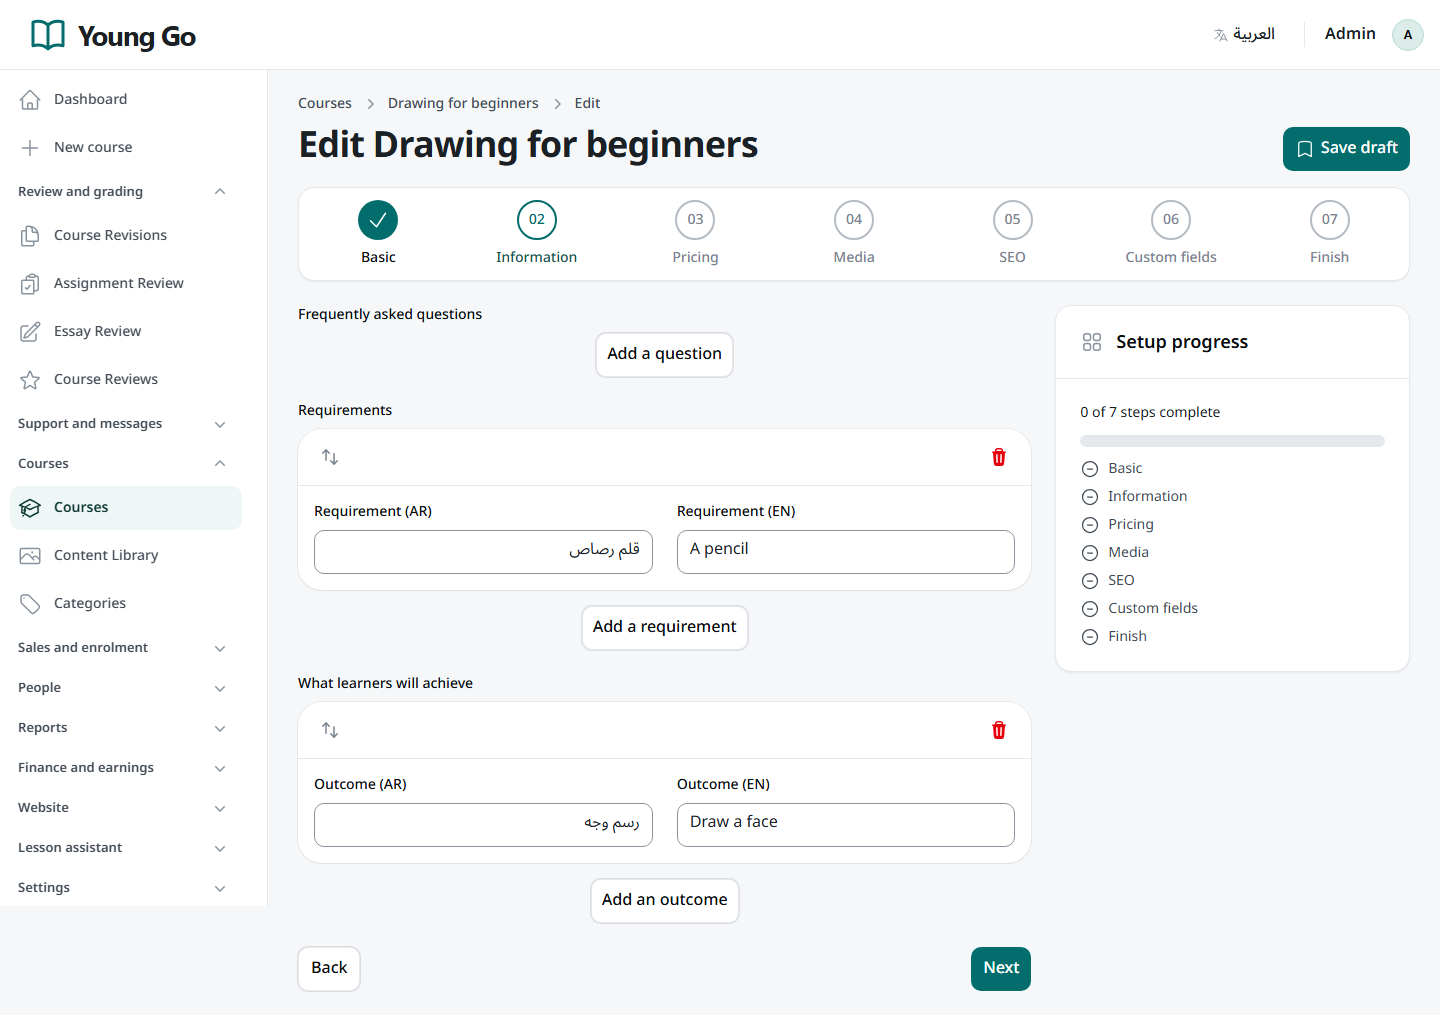 Young Go
العربية
Admin
A
Dashboard
New course
Review and grading
Course Revisions
Assignment Review
Essay Review
Course Reviews
Support and messages
Courses
Courses
Content Library
Categories
Sales and enrolment
People
Reports
Finance and earnings
Website
Lesson assistant
Settings
Courses > Drawing for beginners > Edit
Edit Drawing for beginners
Save draft
Basic
02 Information
03 Pricing
04 Media
05 SEO
06 Custom fields
07 Finish
Frequently asked questions
Add a question
Requirements
Requirement (AR)
قلم رصاص
Requirement (EN)
A pencil
Add a requirement
What learners will achieve
Outcome (AR)
رسم وجه
Outcome (EN)
Draw a face
Add an outcome
Back
Next
Setup progress
0 of 7 steps complete
Basic
Information
Pricing
Media
SEO
Custom fields
Finish